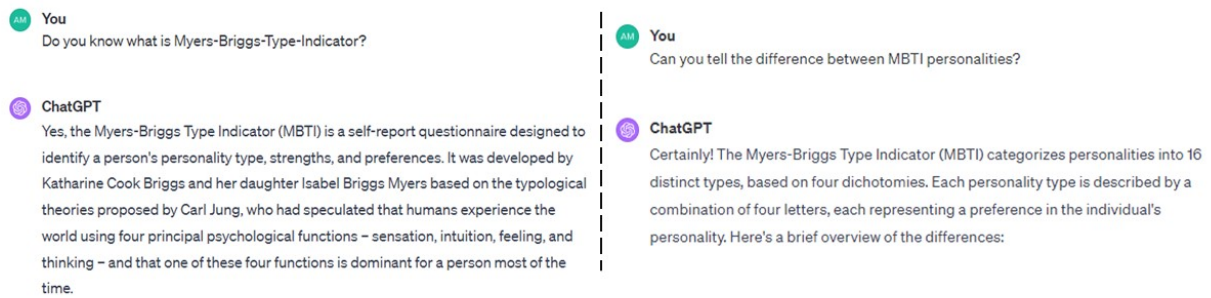 AM You
Do you know what is Myers-Briggs-Type-Indicator?
ChatGPT
Yes, the Myers-Briggs Type Indicator (MBTI) is a self-report questionnaire designed to
identify a person's personality type, strengths, and preferences. It was developed by
Katharine Cook Briggs and her daughter Isabel Briggs Myers based on the typological
theories proposed by Carl Jung, who had speculated that humans experience the
world using four principal psychological functions – sensation, intuition, feeling, and
thinking – and that one of these four functions is dominant for a person most of the
time.
AM You
Can you tell the difference between MBTI personalities?
ChatGPT
Certainly! The Myers-Briggs Type Indicator (MBTI) categorizes personalities into 16
distinct types, based on four dichotomies. Each personality type is described by a
combination of four letters, each representing a preference in the individual's
personality. Here's a brief overview of the differences: